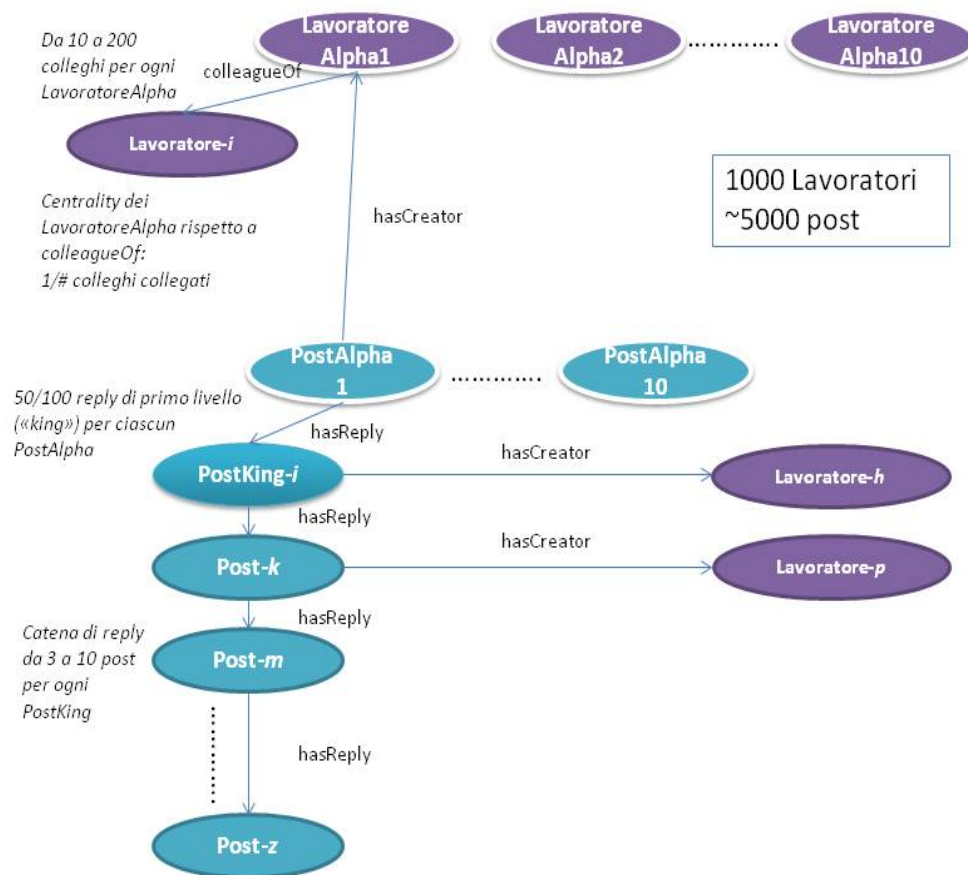 Da 10 a 200
colleghi per ogni
LavoratoreAlpha
colleagueOf
Lavoratore
Alpha1
Lavoratore
Alpha2
………….
Lavoratore
Alpha10
Lavoratore-i
Centrality dei
LavoratoreAlpha rispetto a
colleagueOf:
1/# colleghi collegati
hasCreator
1000 Lavoratori
~5000 post
PostAlpha
1
………….
PostAlpha
10
50/100 reply di primo livello
(«king») per ciascun
PostAlpha
hasReply
PostKing-i
hasCreator
Lavoratore-h
hasReply
Post-k
hasCreator
Lavoratore-p
hasReply
Catena di reply
da 3 a 10 post
per ogni
PostKing
Post-m
hasReply
Post-z